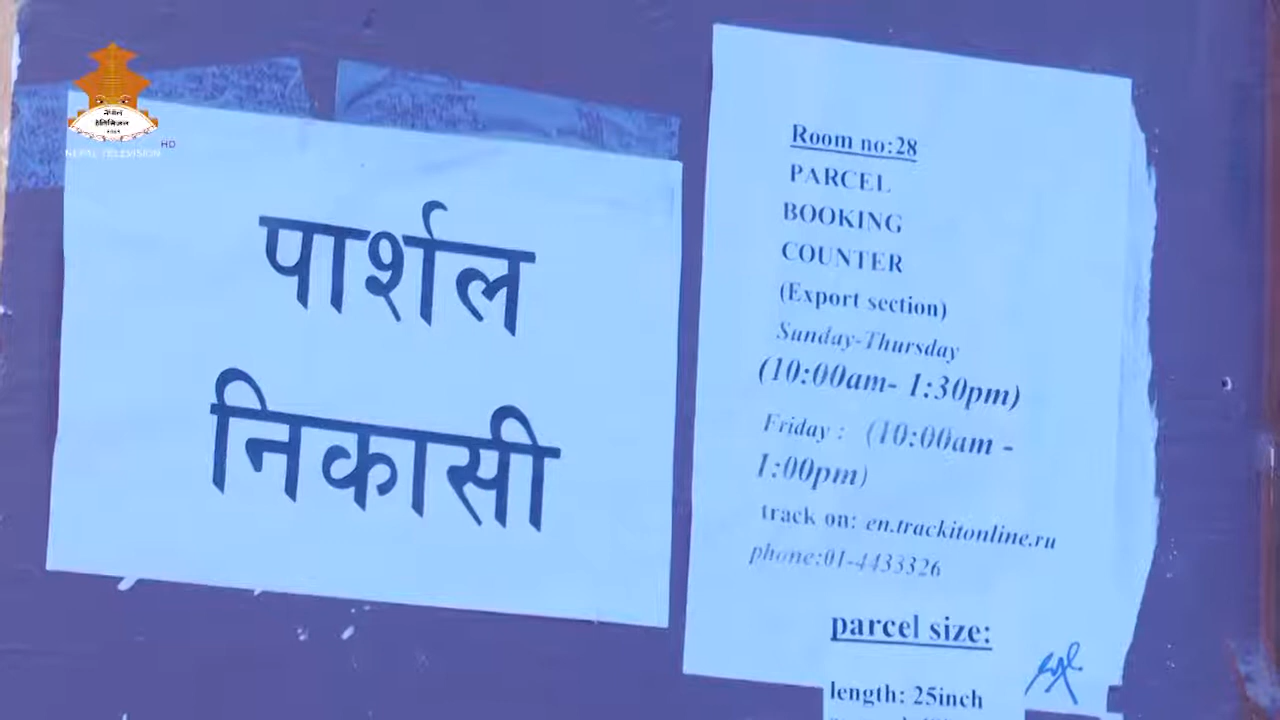 नेपाल
टेलिभिजन
NEPAL TELEVISION HD
पार्शल
निकासी
Room no:28
PARCEL
BOOKING
COUNTER
(Export section)
Sunday-Thursday
(10:00am- 1:30pm)
Friday : (10:00am -
1:00pm)
track on: en.trackitonline.ru
phone:01-4433326
parcel size:
length: 25inch